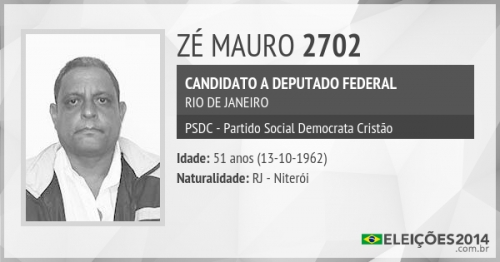 ZÉ MAURO 2702
CANDIDATO A DEPUTADO FEDERAL
RIO DE JANEIRO
PSDC - Partido Social Democrata Cristão
Idade: 51 anos (13-10-1962)
Naturalidade: RJ - Niterói
ELEIÇÕES2014
.com.br